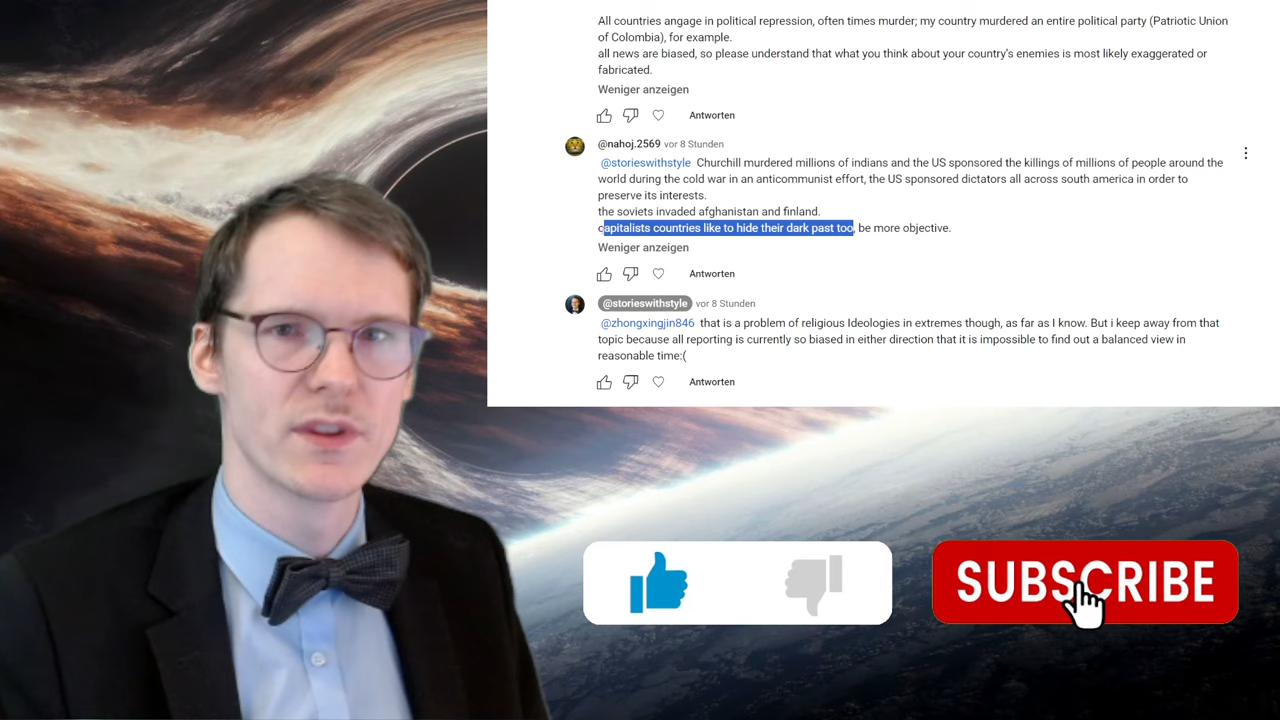 All countries angage in political repression, often times murder; my country murdered an entire political party (Patriotic Union
of Colombia), for example.
all news are biased, so please understand that what you think about your country's enemies is most likely exaggerated or
fabricated.
Weniger anzeigen
Antworten
@nahoj.2569 vor 8 Stunden
@storieswithstyle Churchill murdered millions of indians and the US sponsored the killings of millions of people around the
world during the cold war in an anticommunist effort, the US sponsored dictators all across south america in order to
preserve its interests.
the soviets invaded afghanistan and finland.
capitalists countries like to hide their dark past too, be more objective.
Weniger anzeigen
Antworten
@storieswithstyle vor 8 Stunden
@zhongxingjin846 that is a problem of religious Ideologies in extremes though, as far as I know. But i keep away from that
topic because all reporting is currently so biased in either direction that it is impossible to find out a balanced view in
reasonable time:(
Antworten
SUBSCRIBE